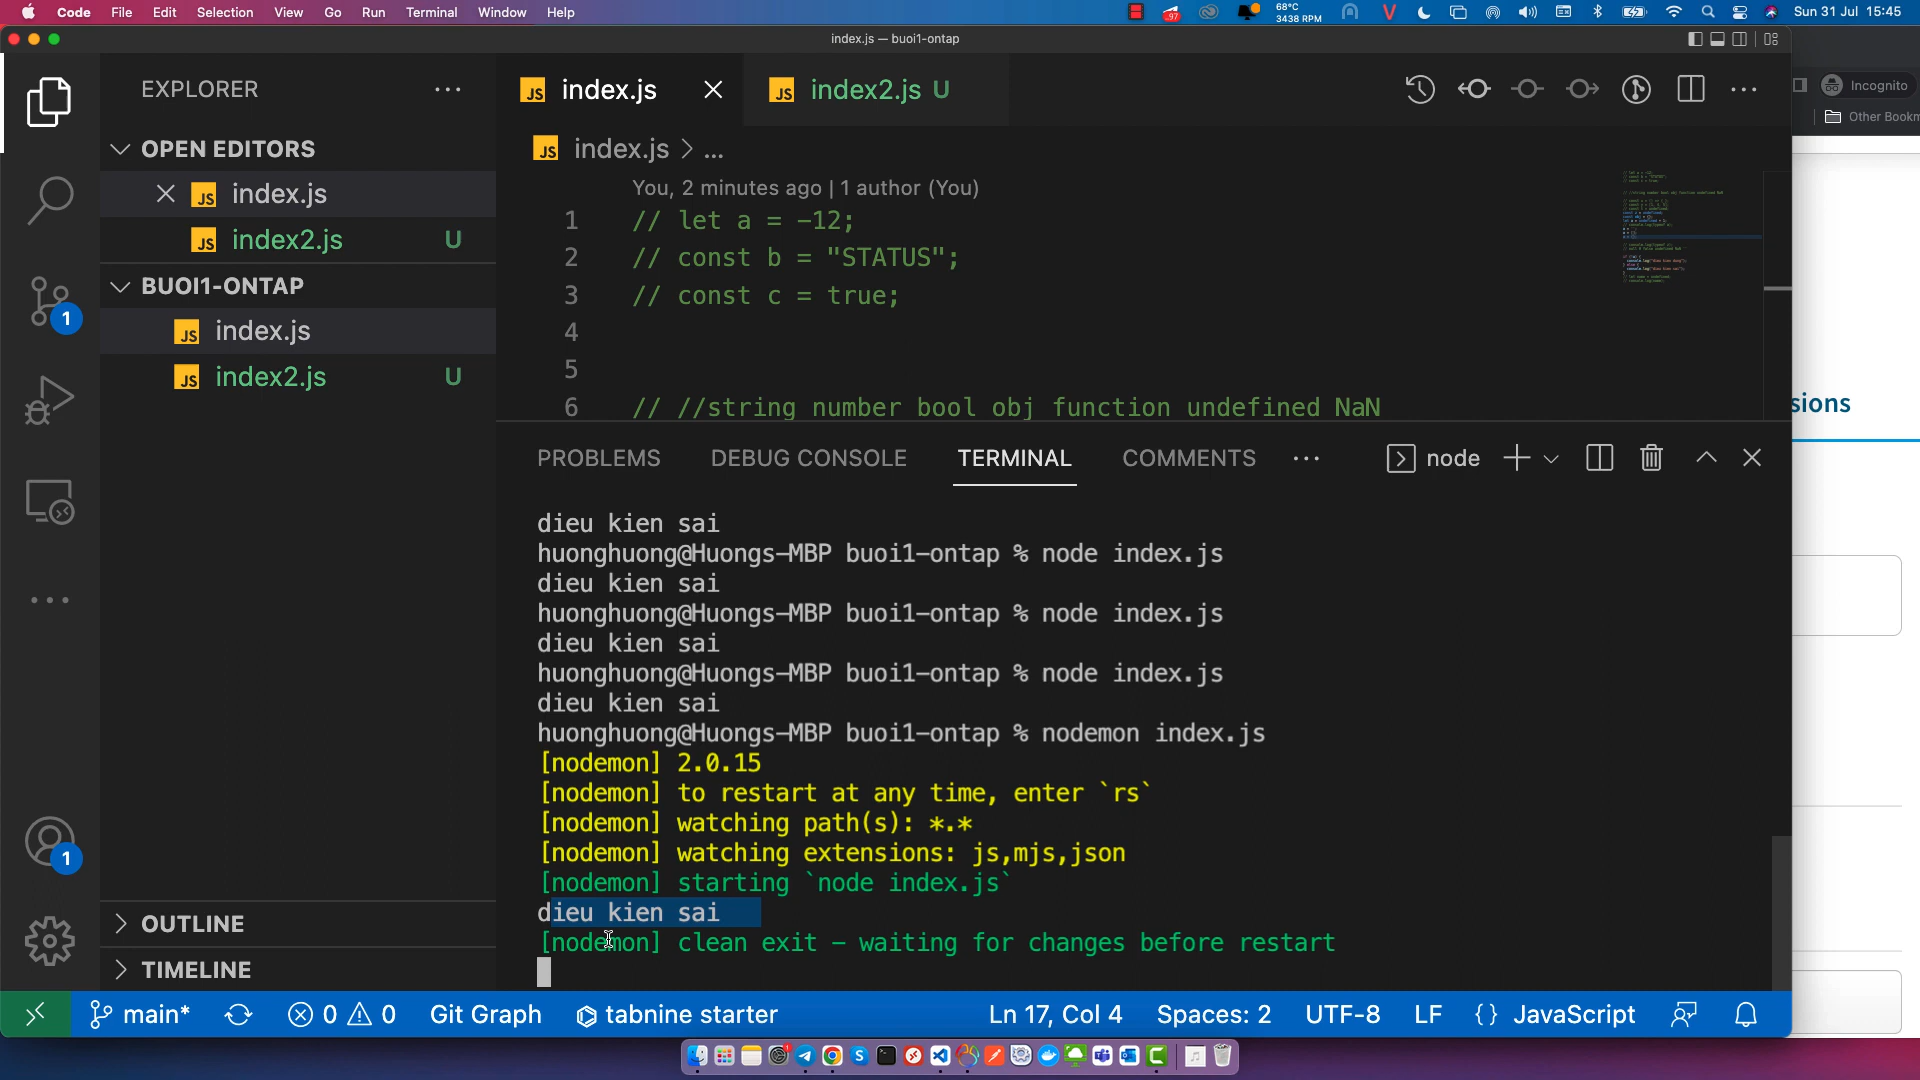 Code File Edit Selection View Go Run Terminal Window Help
.97
68°C
3438 RPM
Sun 31 Jul 15:45
index.js — buoi1-ontap
EXPLORER
OPEN EDITORS
index.js
index2.js U
BUOI1-ONTAP
index.js
index2.js U
OUTLINE
TIMELINE
1
1
index.js
index2.js U
index.js > ...
You, 2 minutes ago | 1 author (You)
1 // let a = -12;
2 // const b = "STATUS";
3 // const c = true;
4
5
6 // //string number bool obj function undefined NaN
PROBLEMS DEBUG CONSOLE TERMINAL COMMENTS
node
dieu kien sai
huonghuong@Huongs-MBP buoi1-ontap % node index.js
dieu kien sai
huonghuong@Huongs-MBP buoi1-ontap % node index.js
dieu kien sai
huonghuong@Huongs-MBP buoi1-ontap % node index.js
dieu kien sai
huonghuong@Huongs-MBP buoi1-ontap % nodemon index.js
[nodemon] 2.0.15
[nodemon] to restart at any time, enter `rs`
[nodemon] watching path(s): *.*
[nodemon] watching extensions: js,mjs,json
[nodemon] starting `node index.js`
dieu kien sai
[nodemon] clean exit - waiting for changes before restart
main* 0 0 Git Graph tabnine starter Ln 17, Col 4 Spaces: 2 UTF-8 LF {} JavaScript
Incognito
Other Bookm
sions